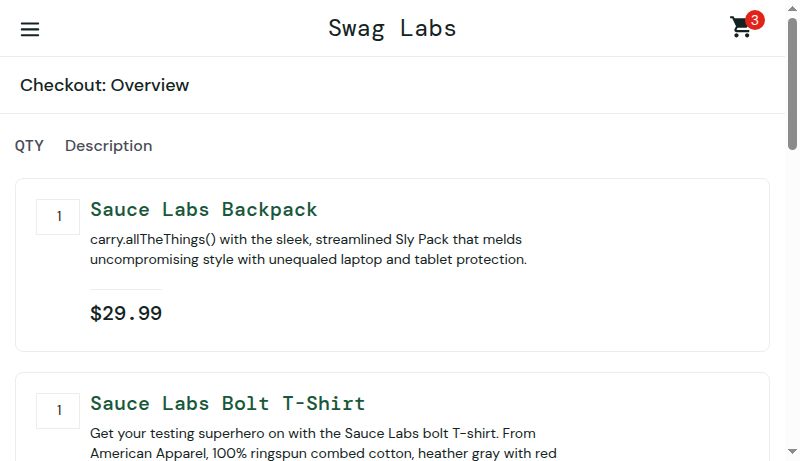 Swag Labs
3
Checkout: Overview
QTY Description
1
Sauce Labs Backpack
carry.allTheThings() with the sleek, streamlined Sly Pack that melds
uncompromising style with unequaled laptop and tablet protection.
$29.99
1
Sauce Labs Bolt T-Shirt
Get your testing superhero on with the Sauce Labs bolt T-shirt. From
American Apparel, 100% ringspun combed cotton, heather gray with red